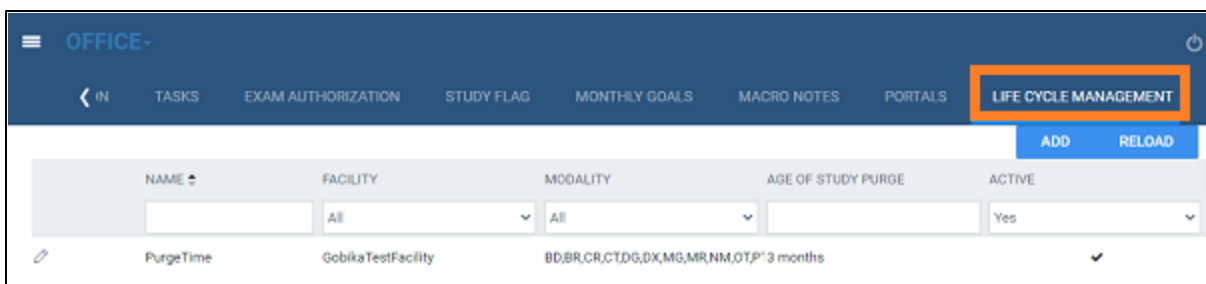 OFFICE
IN TASKS EXAM AUTHORIZATION STUDY FLAG MONTHLY GOALS MACRO NOTES PORTALS LIFE CYCLE MANAGEMENT
ADD RELOAD
NAME FACILITY MODALITY AGE OF STUDY PURGE ACTIVE
All All Yes
PurgeTime GobikaTestFacility BD,BR,CR,CT,DG,DX,MG,MR,NM,OT,P 3 months